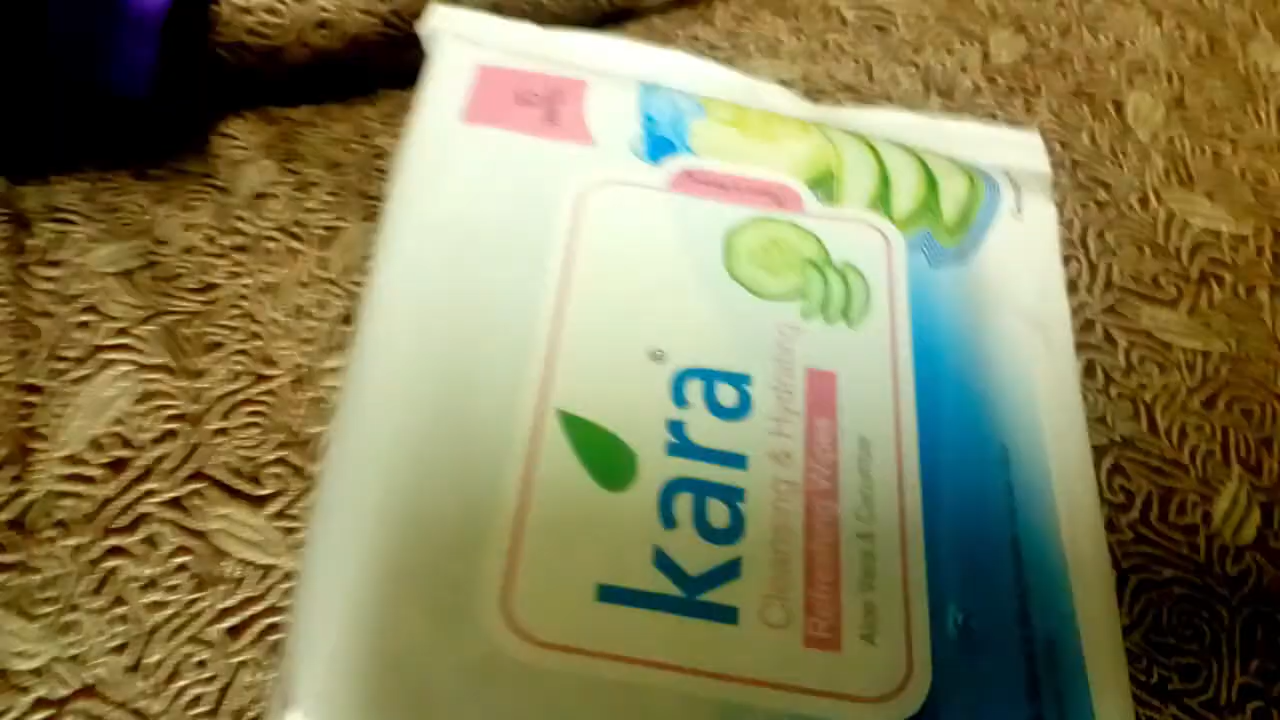 kara®
Cleansing & Hydrating
Refreshing Wipes
Aloe Vera & Cucumber